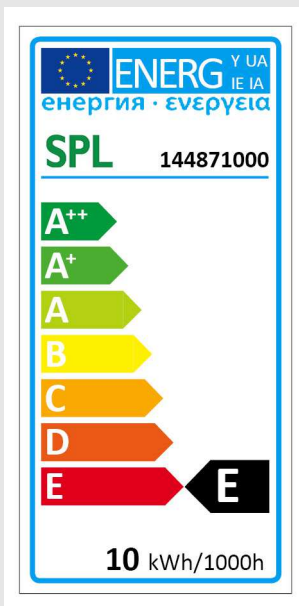 ENERG Y UA
IE IA
енергия · ενεργεια
SPL 144871000
A++
A+
A
B
C
D
E E
10 kWh/1000h